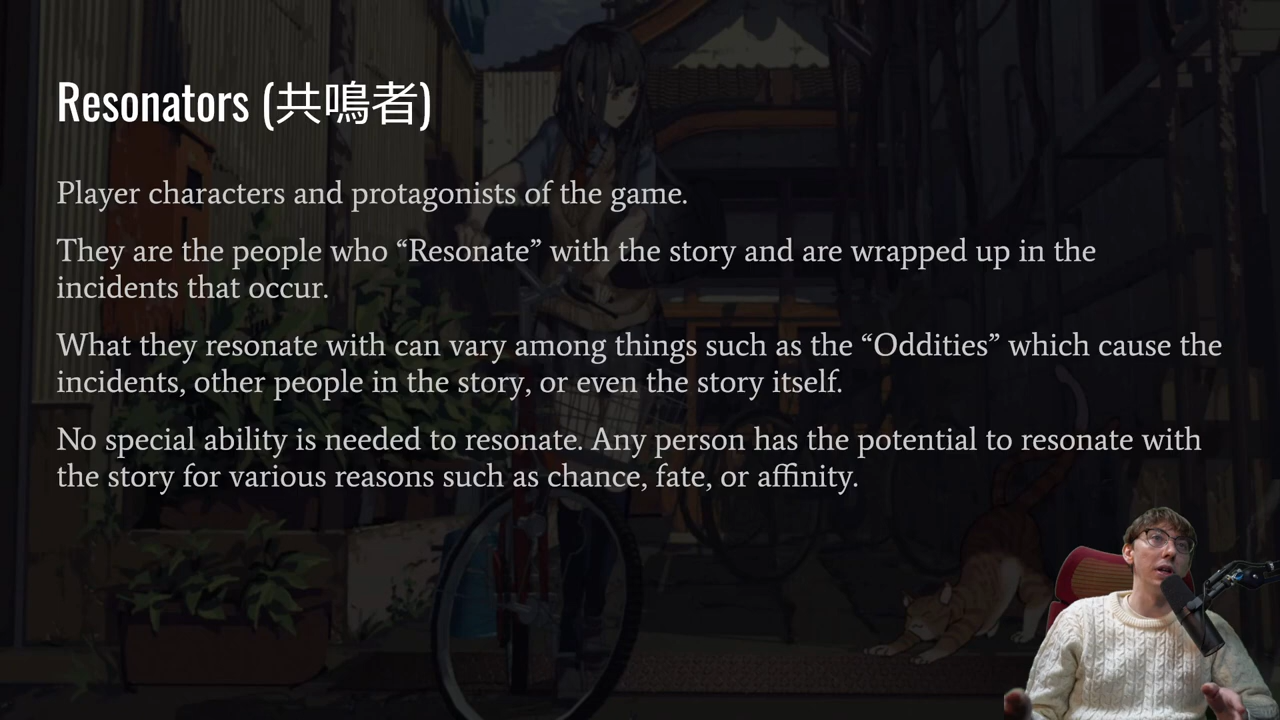 Resonators (共鳴者)
Player characters and protagonists of the game.
They are the people who “Resonate” with the story and are wrapped up in the
incidents that occur.
What they resonate with can vary among things such as the “Oddities” which cause the
incidents, other people in the story, or even the story itself.
No special ability is needed to resonate. Any person has the potential to resonate with
the story for various reasons such as chance, fate, or affinity.